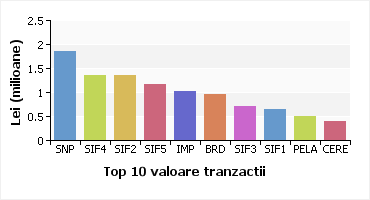 2.5
2
1.5
1
0.5
0
Lei (milioane)
SNP SIF4 SIF2 SIF5 IMP BRD SIF3 SIF1 PELA CERE
Top 10 valoare tranzactii